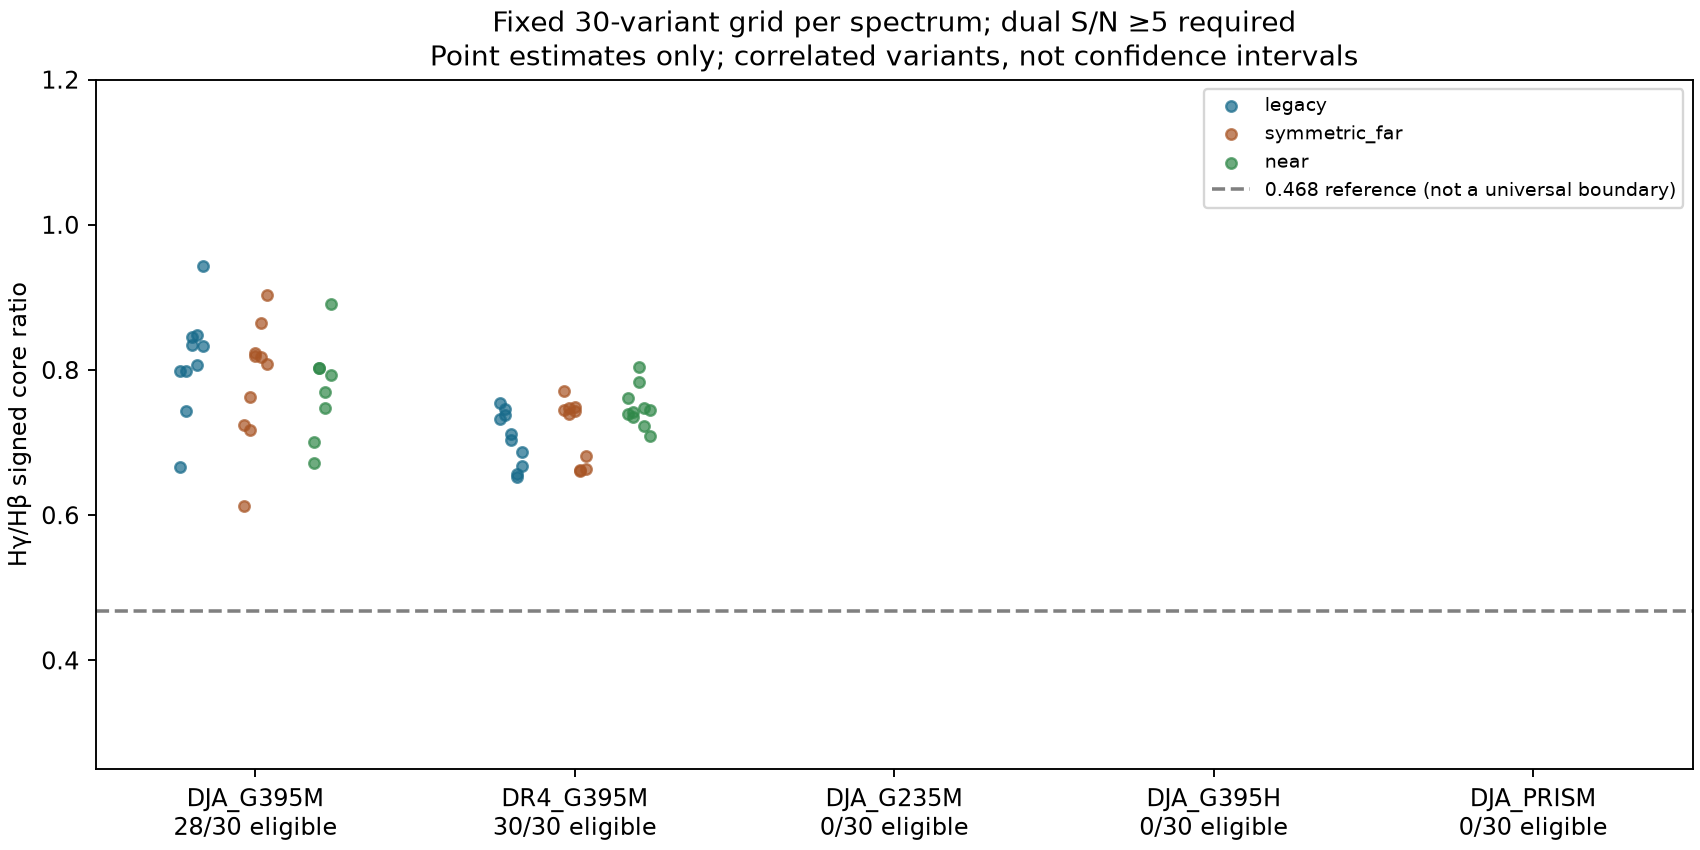 Fixed 30-variant grid per spectrum; dual S/N ≥5 required
Point estimates only; correlated variants, not confidence intervals
1.2
1.0
0.8
0.6
0.4
Hγ/Hβ signed core ratio
legacy
symmetric_far
near
0.468 reference (not a universal boundary)
DJA_G395M
28/30 eligible
DR4_G395M
30/30 eligible
DJA_G235M
0/30 eligible
DJA_G395H
0/30 eligible
DJA_PRISM
0/30 eligible